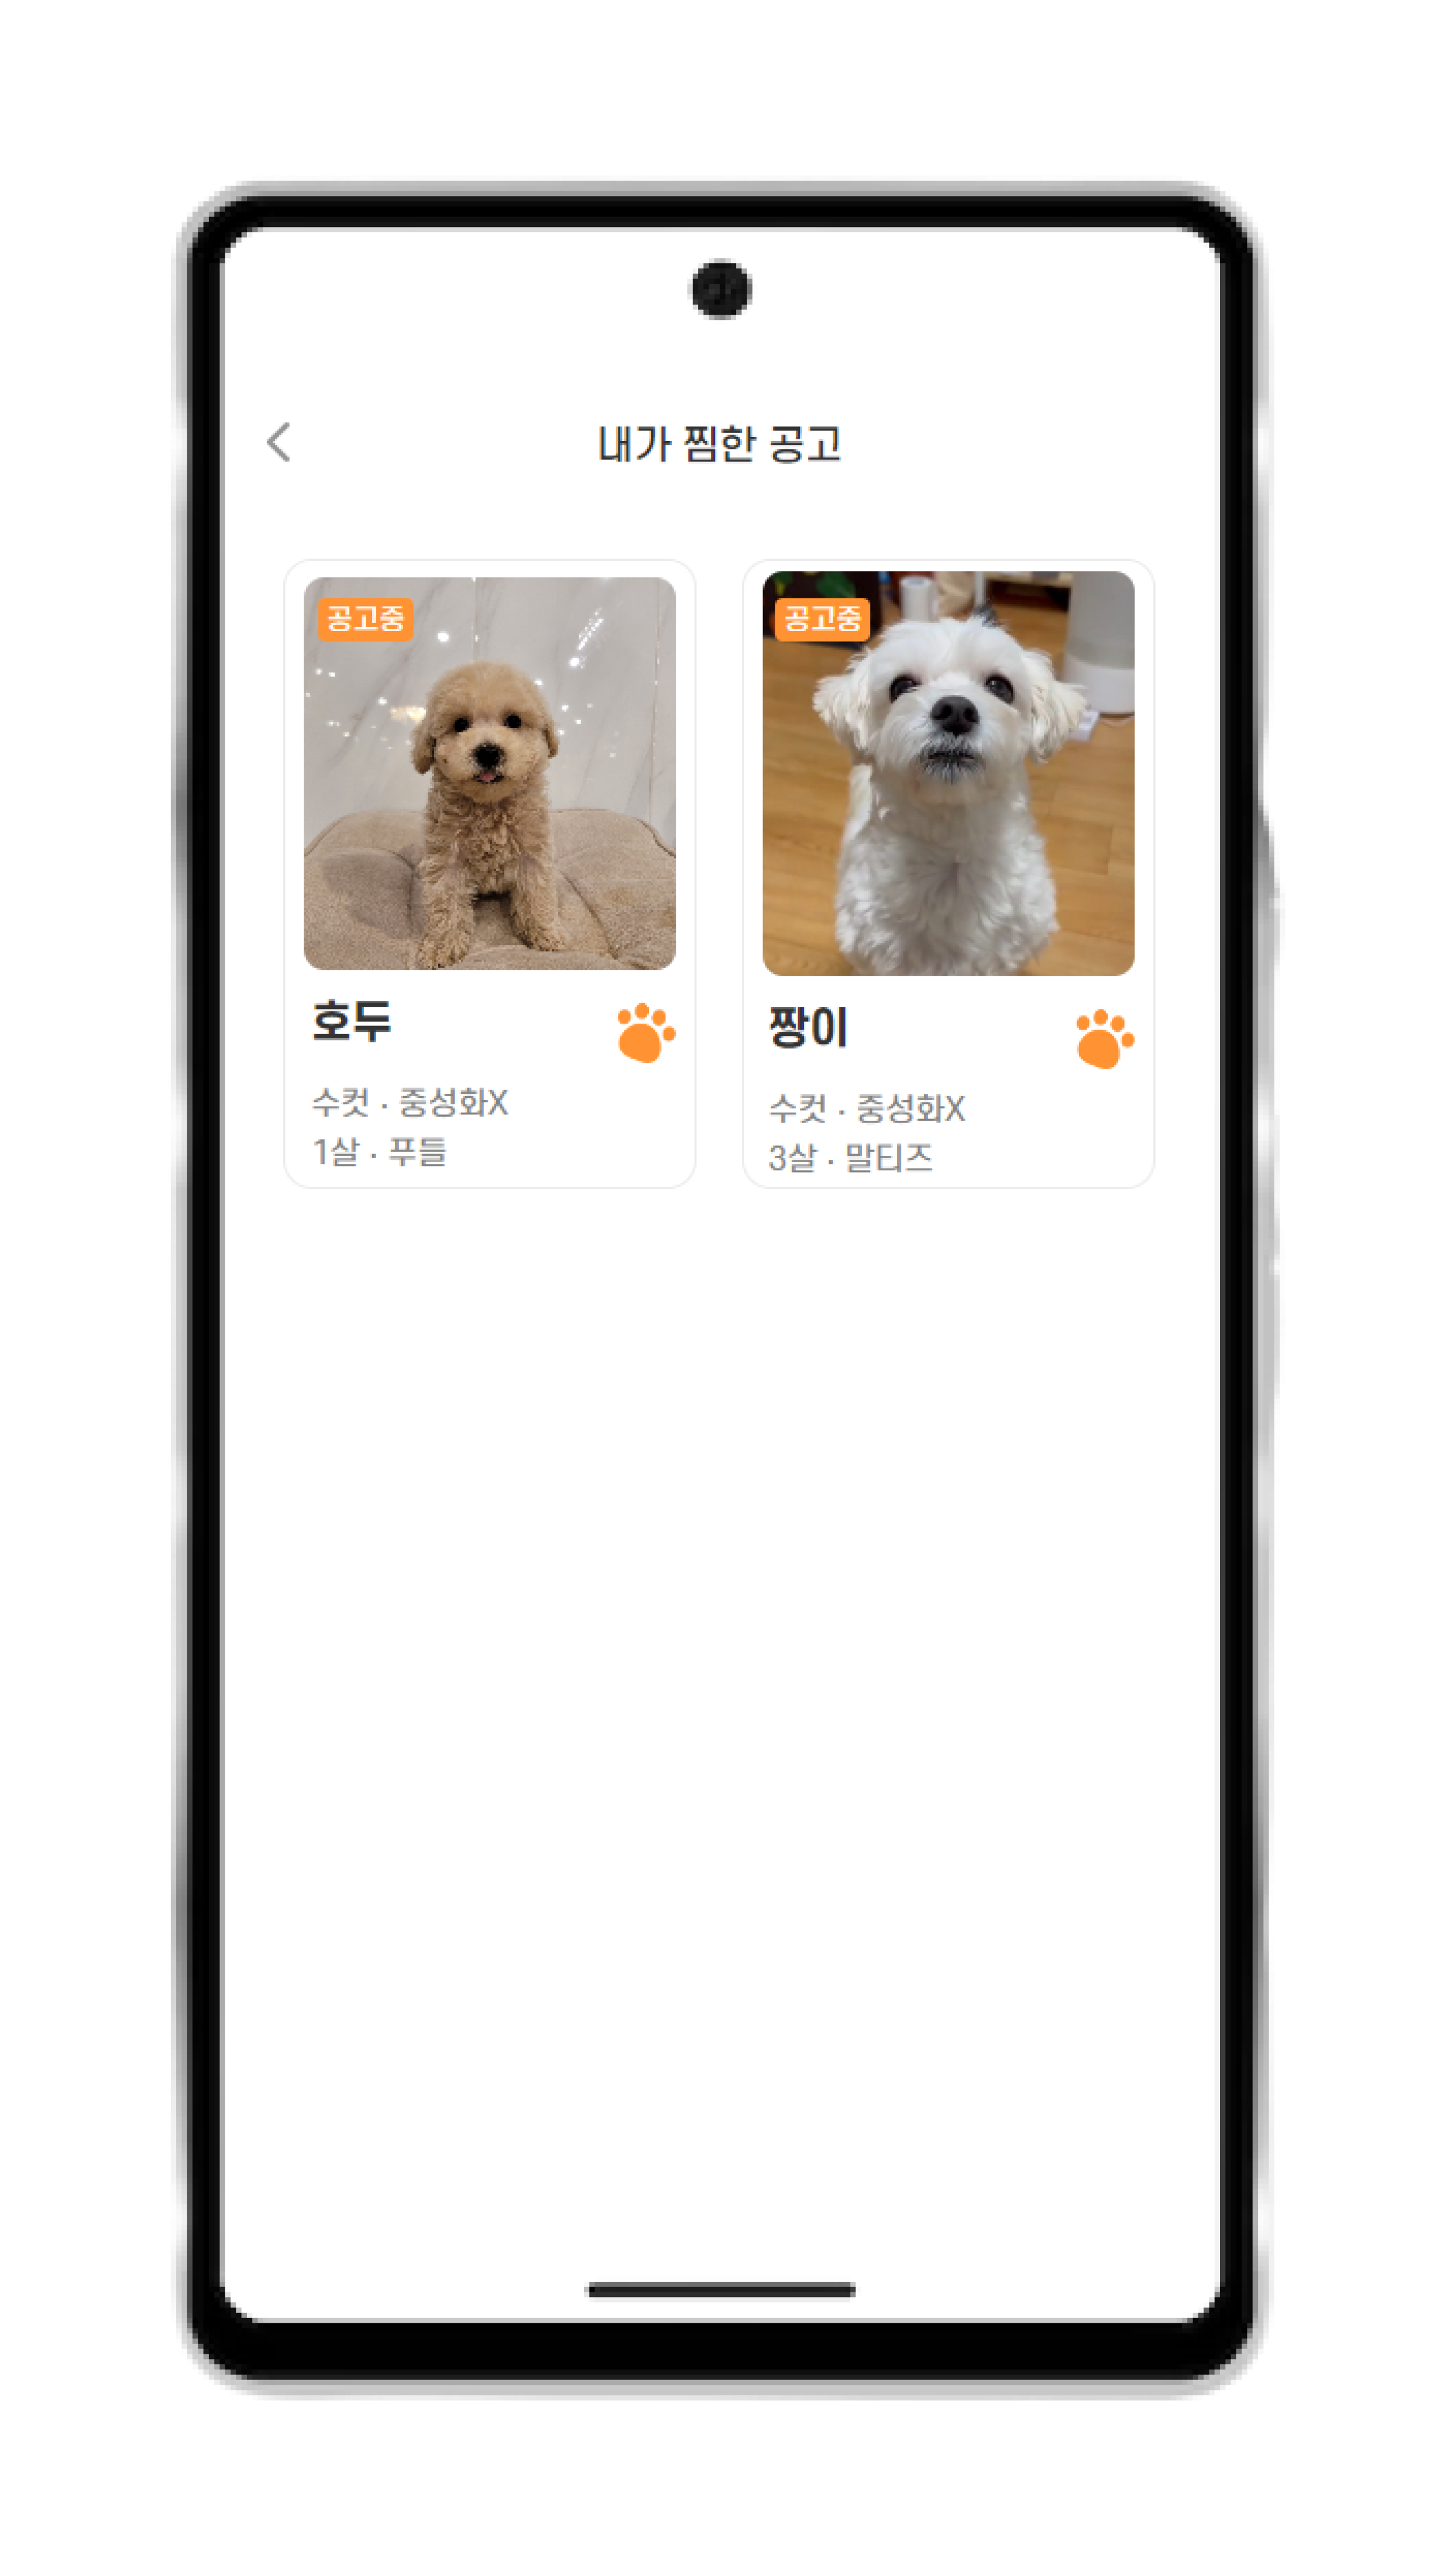 내가 찜한 공고
공고중
호두
수컷 · 중성화X
1살 · 푸들
공고중
짱이
수컷 · 중성화X
3살 · 말티즈